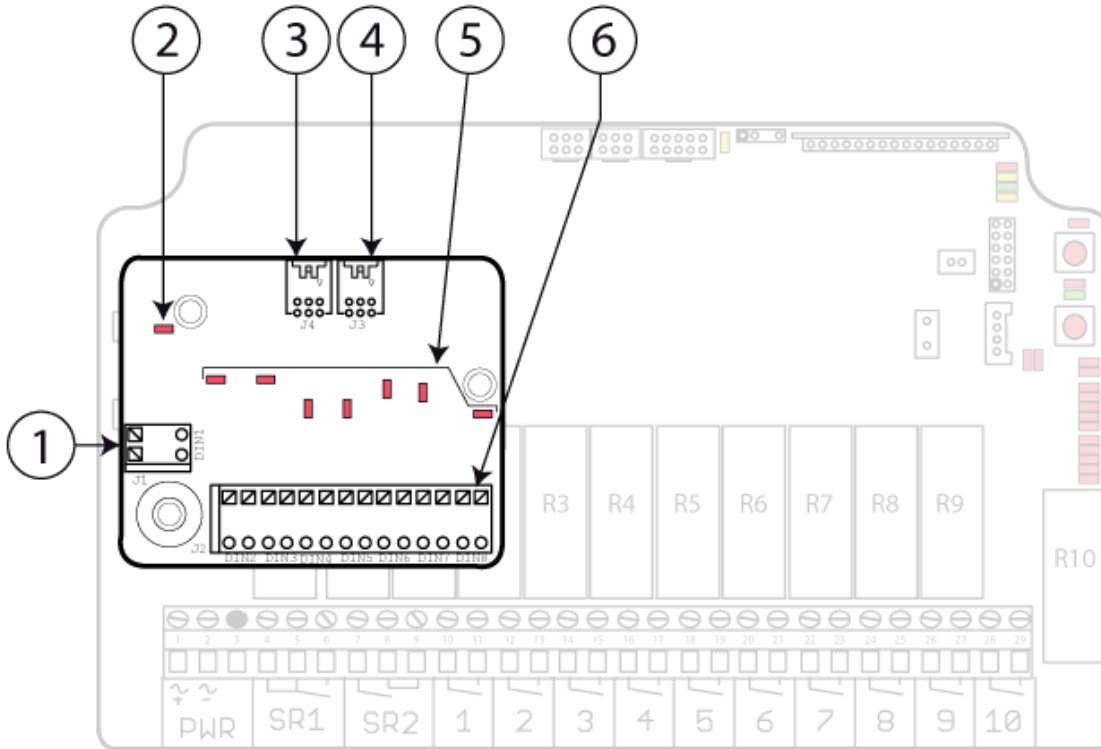 2 3 4 5 6
J4 J3
1
DIN1
J1
J2
DIN2 DIN3 DIN4 DIN5 DIN6 DIN7 DIN8
R3 R4 R5 R6 R7 R8 R9
R10
1 2 3 4 5 6 7 8 9 10 11 12 13 14 15 16 17 18 19 20 21 22 23 24 25 26 27 28 29
~ ~
+ -
PWR SR1 SR2 1 2 3 4 5 6 7 8 9 10